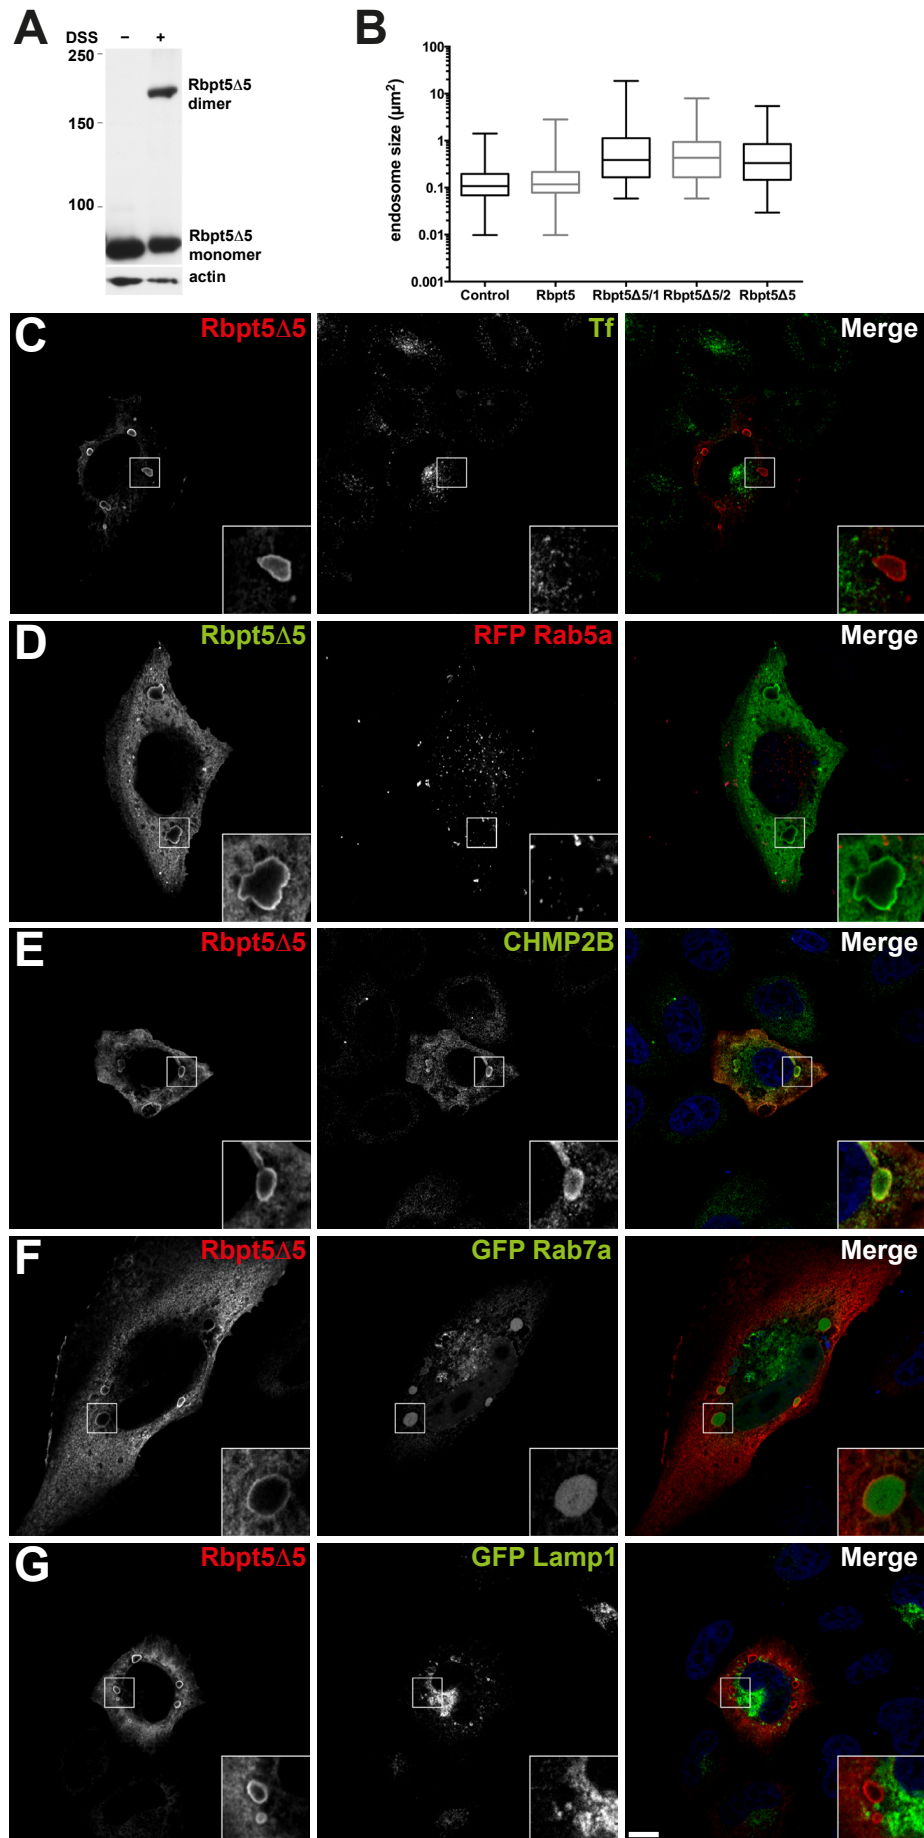 A
DSS
–
+
250
150
100
Rbpt5Δ5
dimer
Rbpt5Δ5
monomer
actin
B
endosome size (µm²)
100
10
1
0.1
0.01
0.001
Control
Rbpt5
Rbpt5Δ5/1
Rbpt5Δ5/2
Rbpt5Δ5
C
Rbpt5Δ5
Tf
Merge
D
Rbpt5Δ5
RFP Rab5a
Merge
E
Rbpt5Δ5
CHMP2B
Merge
F
Rbpt5Δ5
GFP Rab7a
Merge
G
Rbpt5Δ5
GFP Lamp1
Merge